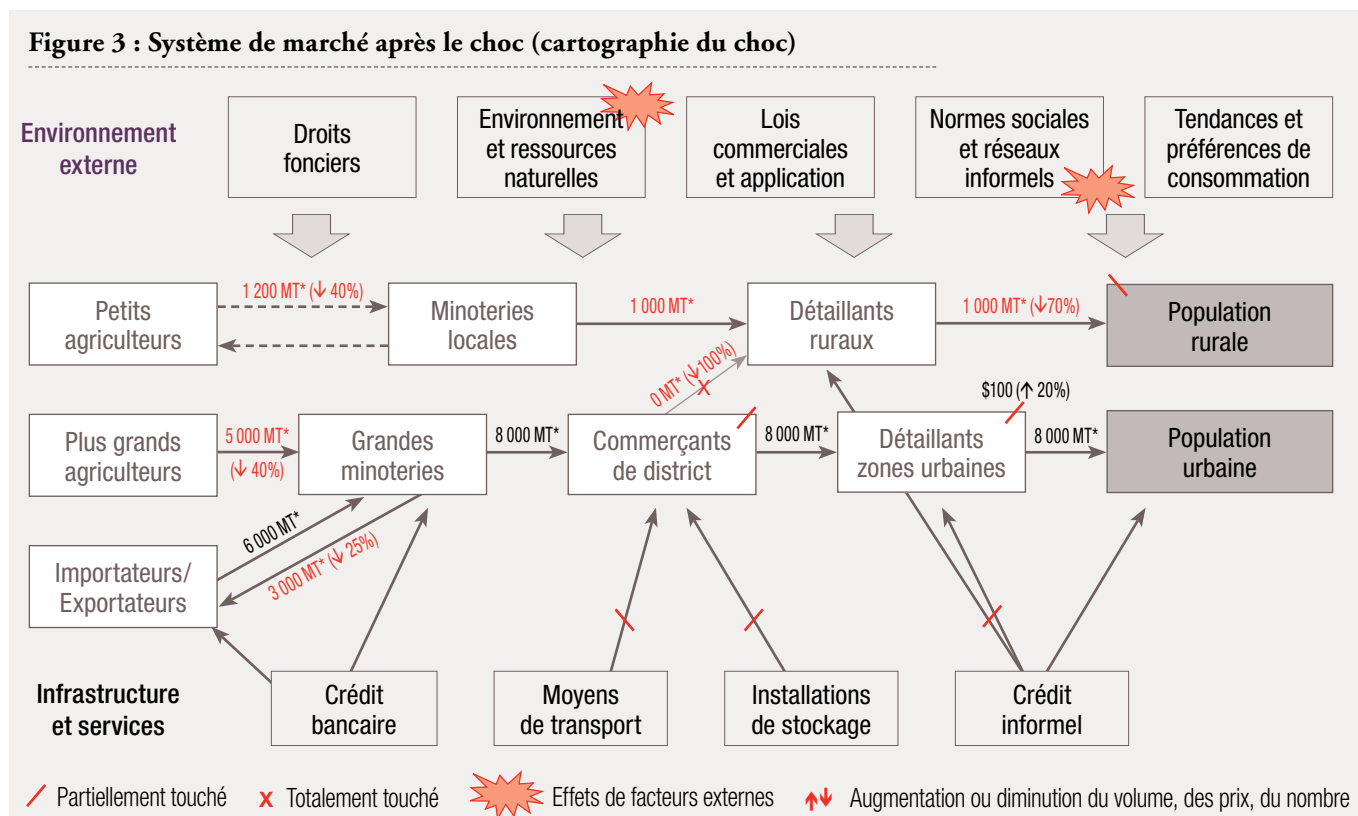 Figure 3 : Système de marché après le choc (cartographie du choc)
Environnement
externe
Droits
fonciers
Environnement
et ressources
naturelles
Lois
commerciales
et application
Normes sociales
et réseaux
informels
Tendances et
préférences de
consommation
Petits
agriculteurs
1 200 MT* (↓ 40%)
Minoteries
locales
1 000 MT*
Détaillants
ruraux
1 000 MT* (↓70%)
Population
rurale
0 MT* (↓100%)
x
$100 (↑ 20%)
Plus grands
agriculteurs
5 000 MT*
(↓ 40%)
Grandes
minoteries
8 000 MT*
Commerçants
de district
8 000 MT*
Détaillants
zones urbaines
8 000 MT*
Population
urbaine
Importateurs/
Exportateurs
6 000 MT*
3 000 MT* (↓ 25%)
Infrastructure
et services
Crédit
bancaire
Moyens
de transport
Installations
de stockage
Crédit
informel
/ Partiellement touché x Totalement touché Effets de facteurs externes ↑↓ Augmentation ou diminution du volume, des prix, du nombre